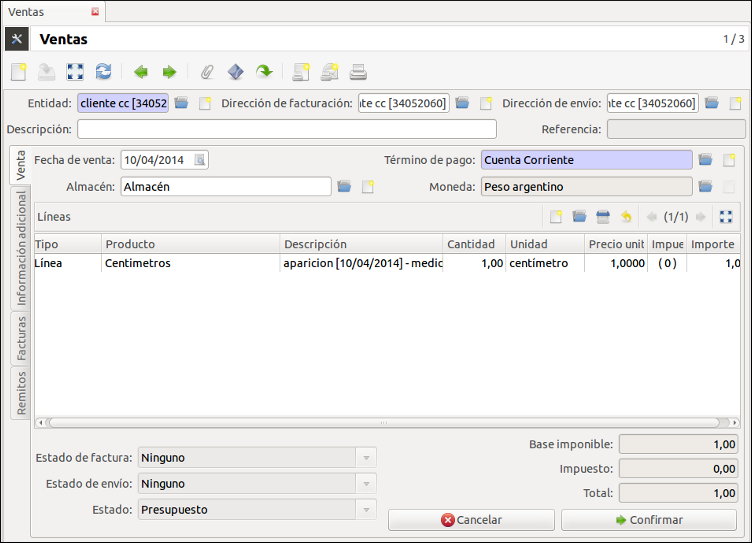 Ventas
Ventas
1 / 3
Entidad: cliente cc [34052 Dirección de facturación: nte cc [34052060] Dirección de envío: nte cc [34052060]
Descripción: Referencia:
Venta
Información adicional
Facturas
Remitos
Fecha de venta: 10/04/2014 Término de pago: Cuenta Corriente
Almacén: Almacén Moneda: Peso argentino
Líneas (1/1)
Tipo Producto Descripción Cantidad Unidad Precio unit Impue Importe
Línea Centimetros aparicion [10/04/2014] - medic 1,00 centímetro 1,0000 ( 0 ) 1,0
Base imponible: 1,00
Estado de factura: Ninguno
Impuesto: 0,00
Estado de envío: Ninguno
Total: 1,00
Estado: Presupuesto
Cancelar Confirmar